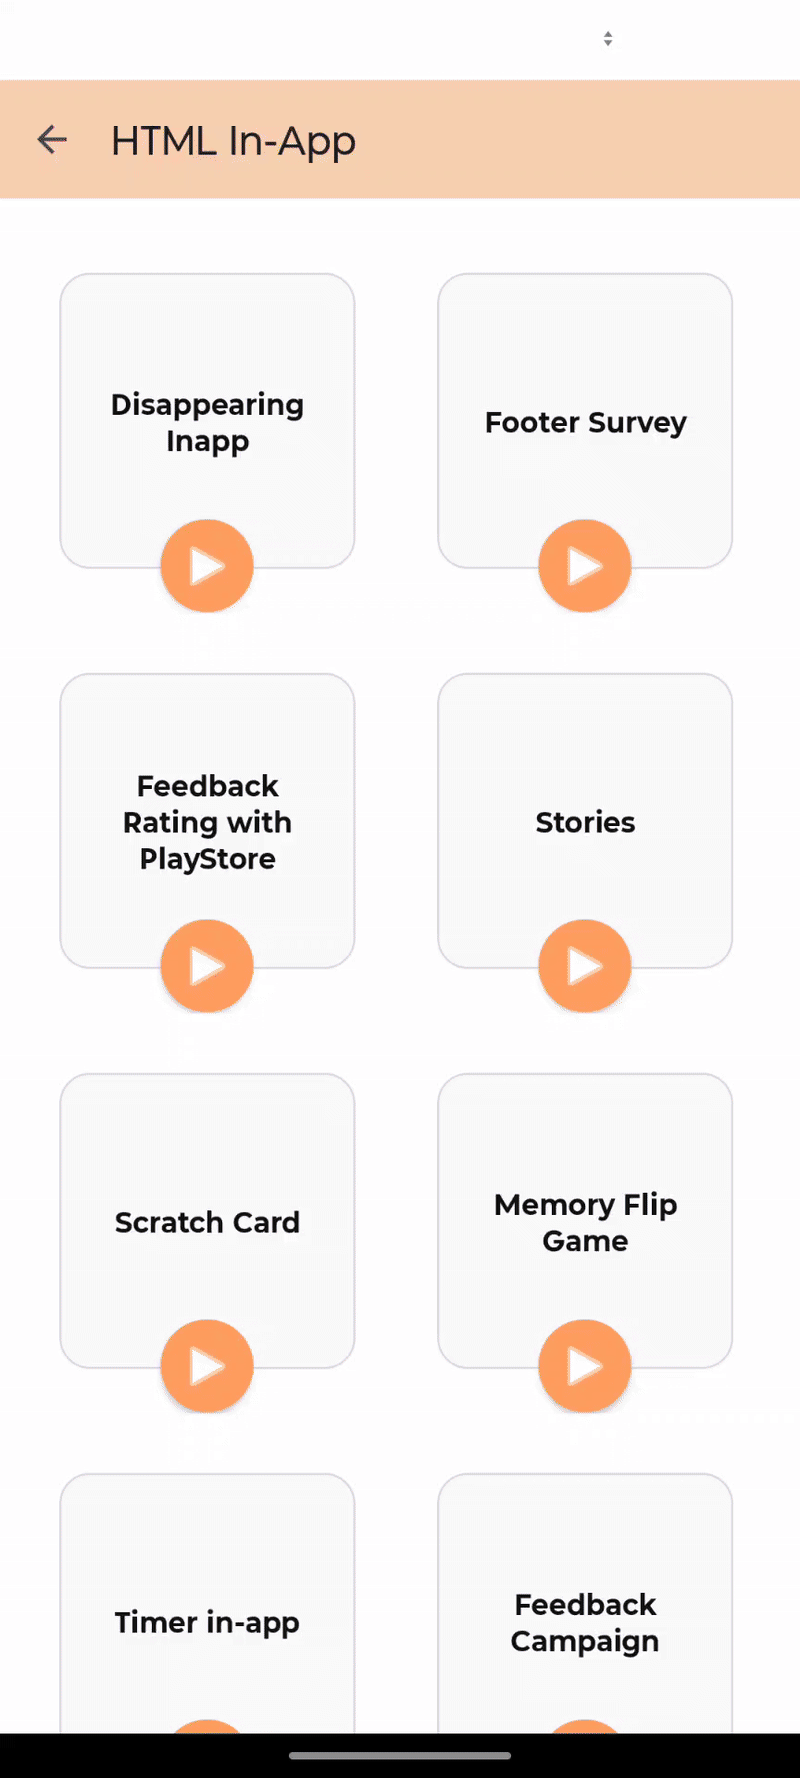 HTML In-App
Disappearing
Inapp
Footer Survey
Feedback
Rating with
PlayStore
Stories
Scratch Card
Memory Flip
Game
Timer in-app
Feedback
Campaign